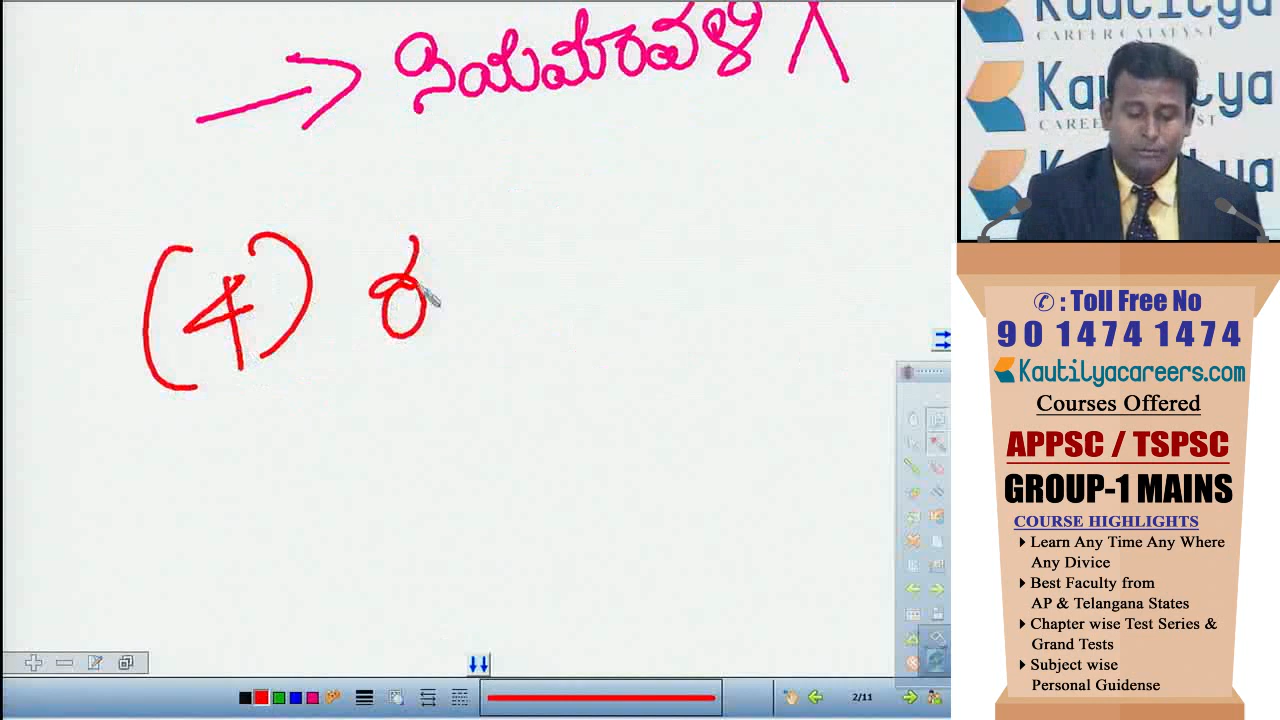 → నియమావళి X
(4) ర
Kautilya
CAREER CATALYST
Kautilya
✆ : Toll Free No
90 1474 1474
Kautilyacareers.com
Courses Offered
APPSC / TSPSC
GROUP-1 MAINS
COURSE HIGHLIGHTS
Learn Any Time Any Where
Any Divice
Best Faculty from
AP & Telangana States
Chapter wise Test Series &
Grand Tests
Subject wise
Personal Guidense
2/11